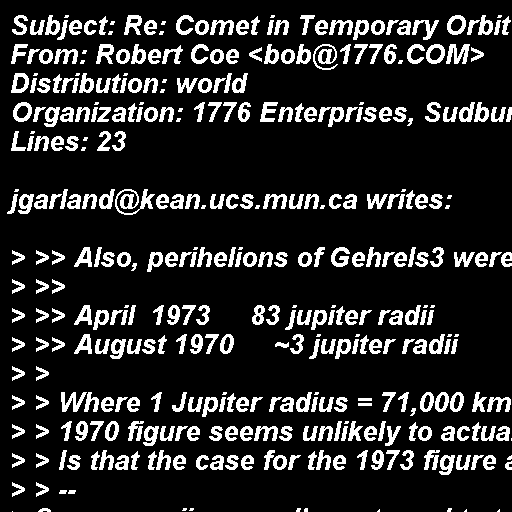 Subject: Re: Comet in Temporary Orbit
From: Robert Coe <bob@1776.COM>
Distribution: world
Organization: 1776 Enterprises, Sudbur
Lines: 23

jgarland@kean.ucs.mun.ca writes:

> >> Also, perihelions of Gehrels3 were
> >>
> >> April  1973      83 jupiter radii
> >> August 1970      ~3 jupiter radii
> >
> > Where 1 Jupiter radius = 71,000 km
> > 1970 figure seems unlikely to actua
> > Is that the case for the 1973 figure a
> > --